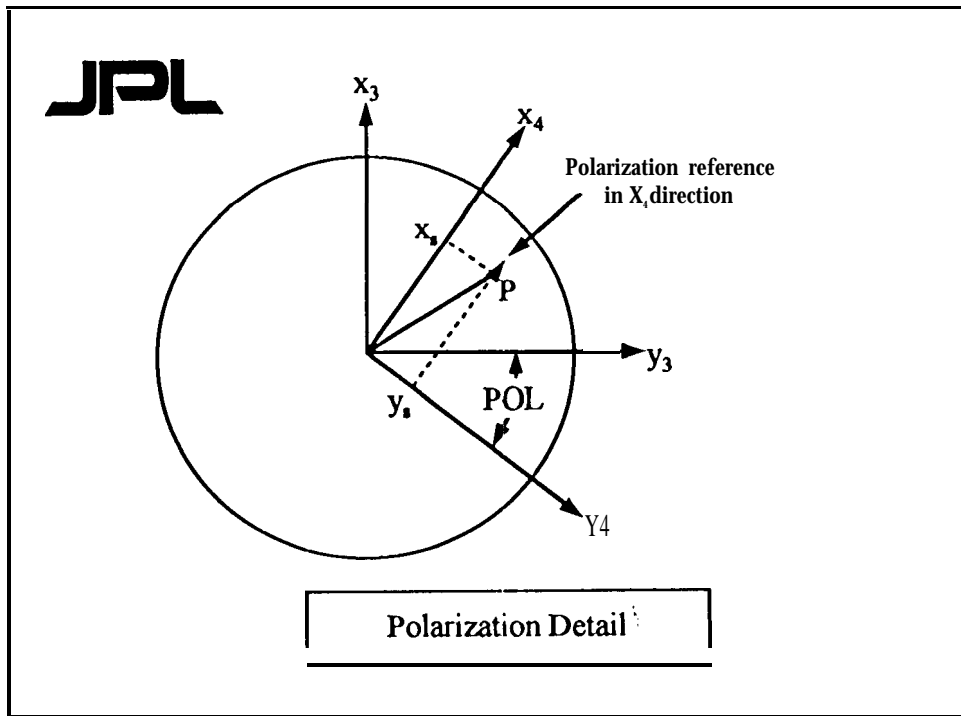 JPL
x₃
x₄
Polarization reference
in X₄ direction
xₛ
P
y₃
POL
yₛ
Y4
Polarization Detail